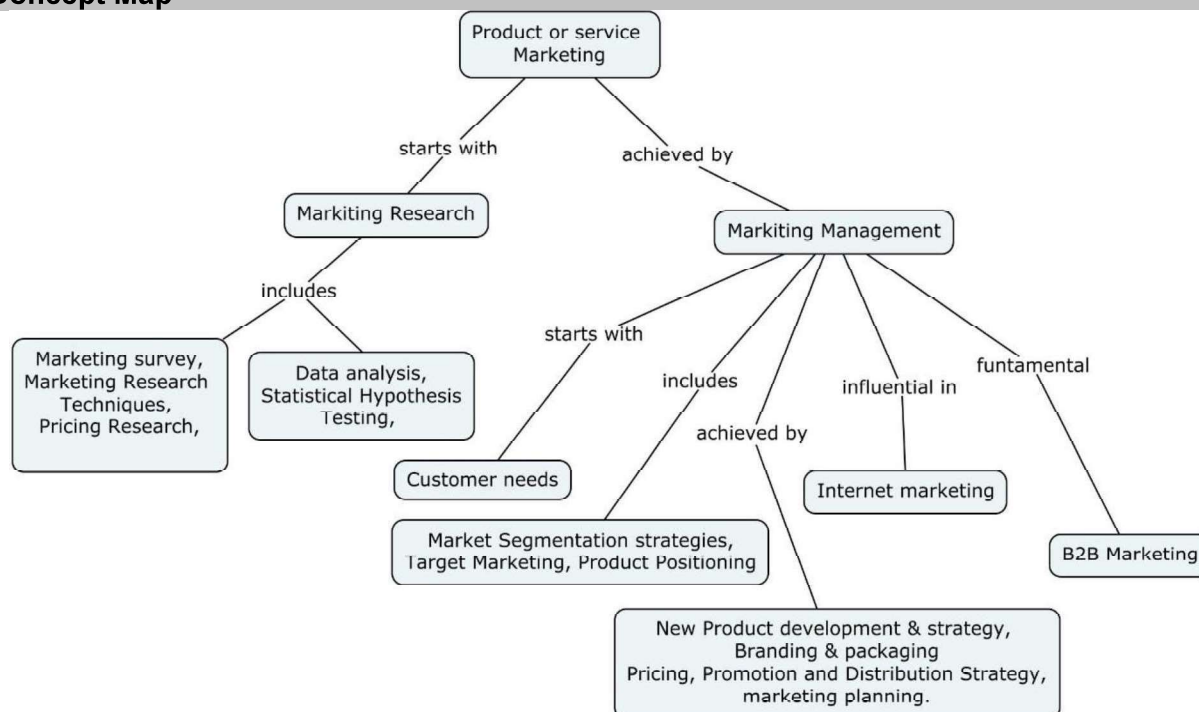 Concept Map
Product or service
Marketing
starts with
achieved by
Markiting Research
Markiting Management
includes
starts with
Marketing survey,
Marketing Research
Techniques,
Pricing Research,
Data analysis,
Statistical Hypothesis
Testing,
includes
influential in
funtamental
achieved by
Customer needs
Internet marketing
Market Segmentation strategies,
Target Marketing, Product Positioning
B2B Marketing
New Product development & strategy,
Branding & packaging
Pricing, Promotion and Distribution Strategy,
marketing planning.